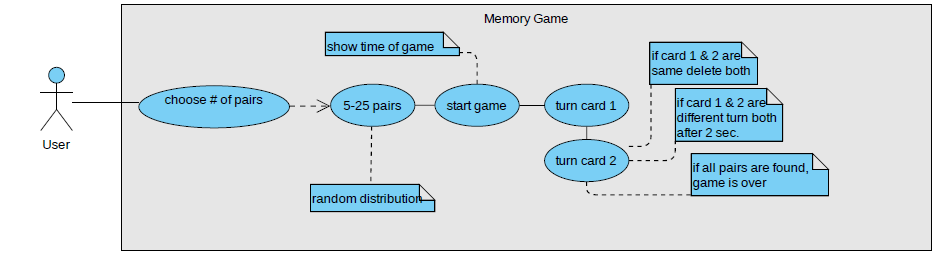 Memory Game
show time of game
if card 1 & 2 are
same delete both
choose # of pairs
5-25 pairs
start game
turn card 1
if card 1 & 2 are
different turn both
after 2 sec.
User
turn card 2
if all pairs are found,
game is over
random distribution